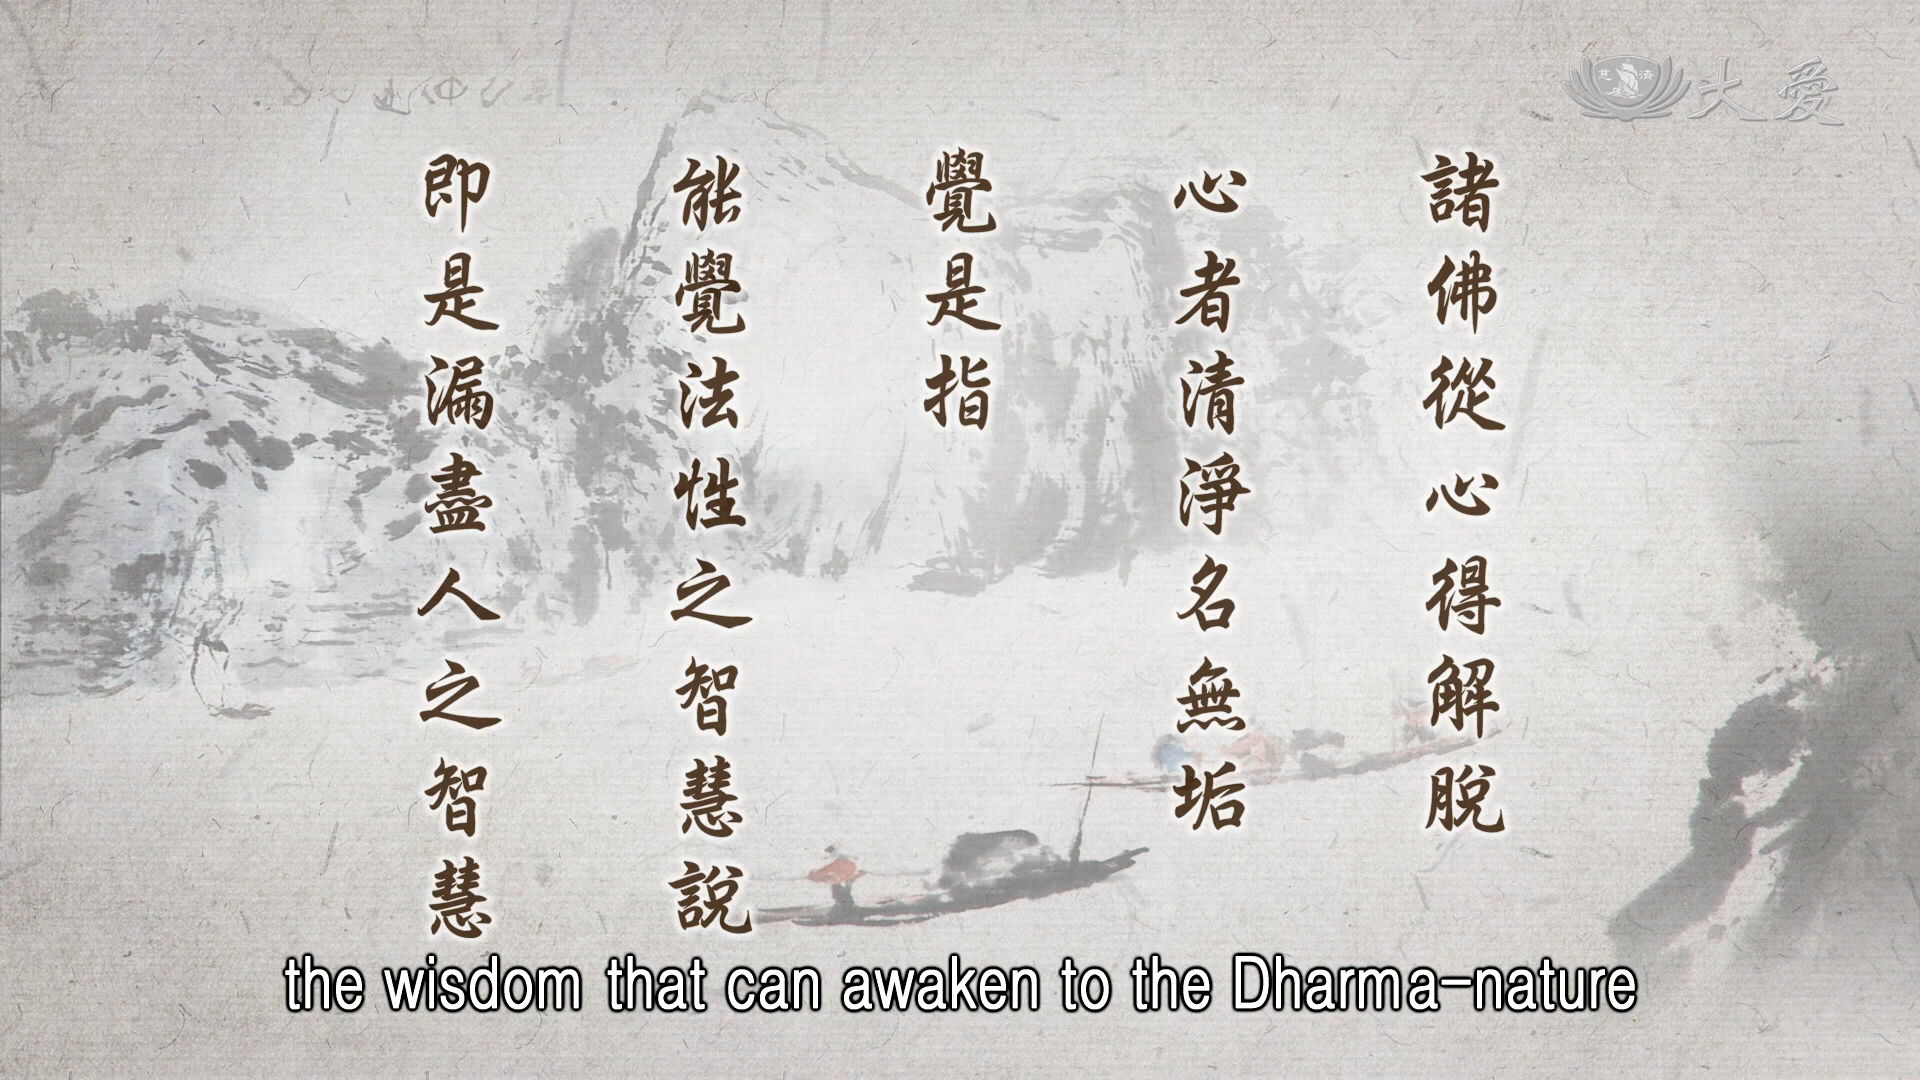 大愛
慈濟
諸佛從心得解脫
心者清淨名無垢
覺是指
能覺法性之智慧說
即是漏盡人之智慧
the wisdom that can awaken to the Dharma-nature